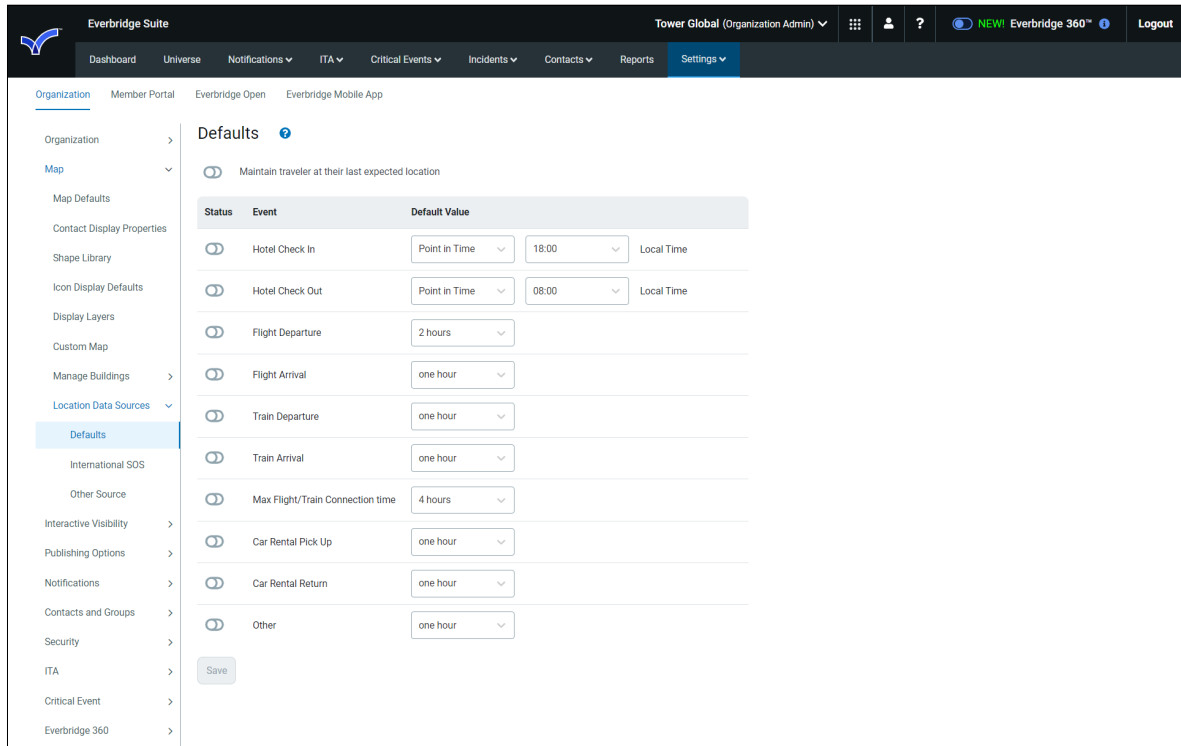 Everbridge Suite
Tower Global (Organization Admin)
?
NEW! Everbridge 360™
Logout
Dashboard Universe Notifications ITA Critical Events Incidents Contacts Reports Settings
Organization Member Portal Everbridge Open Everbridge Mobile App
Organization
Map
Map Defaults
Contact Display Properties
Shape Library
Icon Display Defaults
Display Layers
Custom Map
Manage Buildings
Location Data Sources
Defaults
International SOS
Other Source
Interactive Visibility
Publishing Options
Notifications
Contacts and Groups
Security
ITA
Critical Event
Everbridge 360
Defaults ?
Maintain traveler at their last expected location
Status Event Default Value
Hotel Check In Point in Time 18:00 Local Time
Hotel Check Out Point in Time 08:00 Local Time
Flight Departure 2 hours
Flight Arrival one hour
Train Departure one hour
Train Arrival one hour
Max Flight/Train Connection time 4 hours
Car Rental Pick Up one hour
Car Rental Return one hour
Other one hour
Save